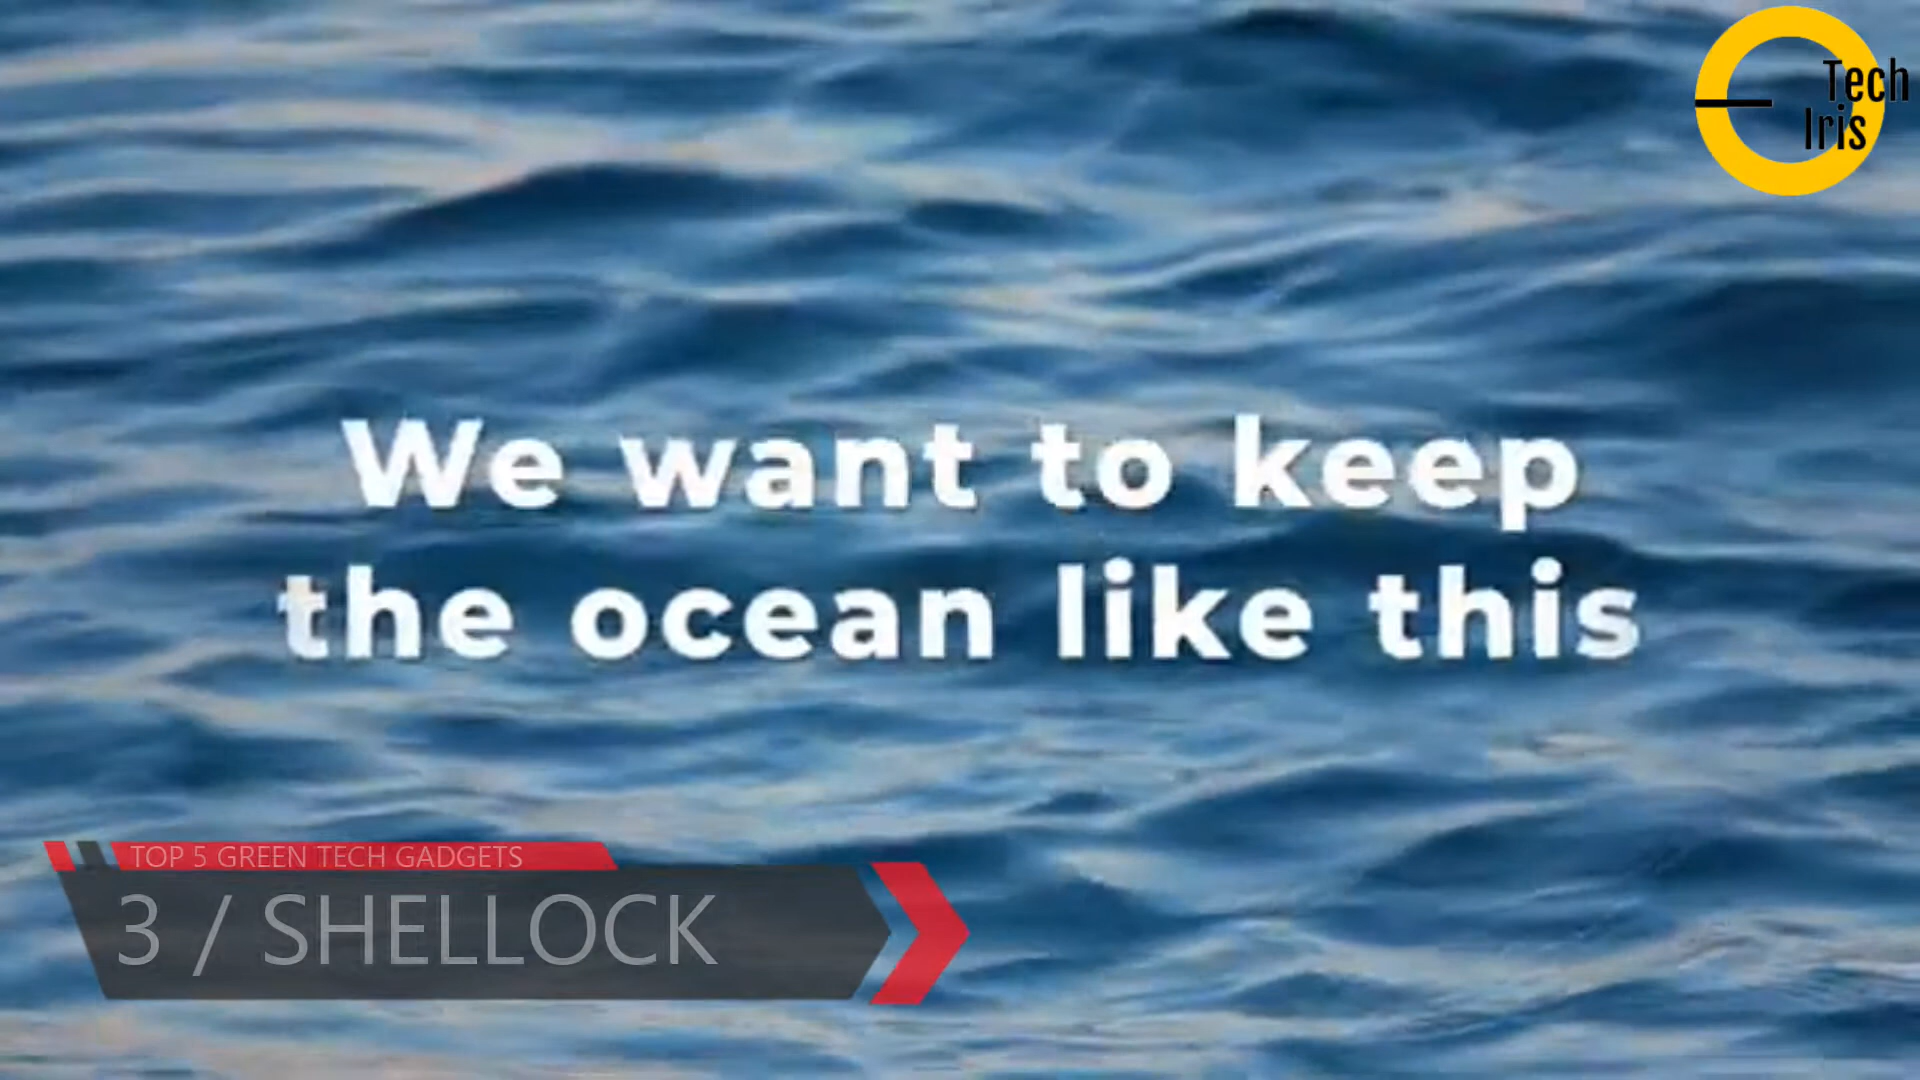 Tech
Iris
We want to keep
the ocean like this
TOP 5 GREEN TECH GADGETS
3 / SHELLOCK